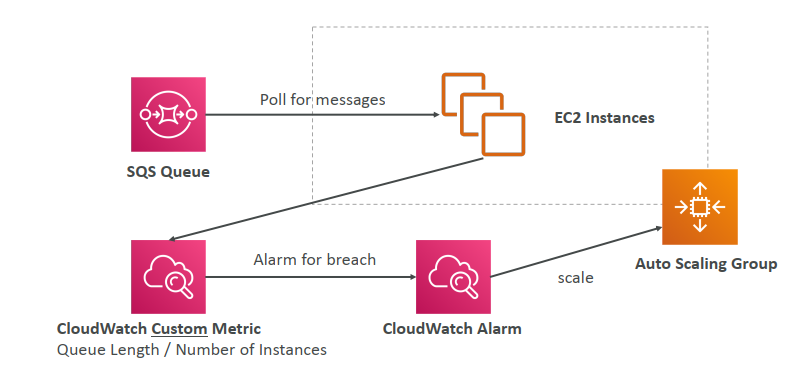 Poll for messages
EC2 Instances
SQS Queue
Alarm for breach
Auto Scaling Group
scale
CloudWatch Custom Metric
Queue Length / Number of Instances
CloudWatch Alarm